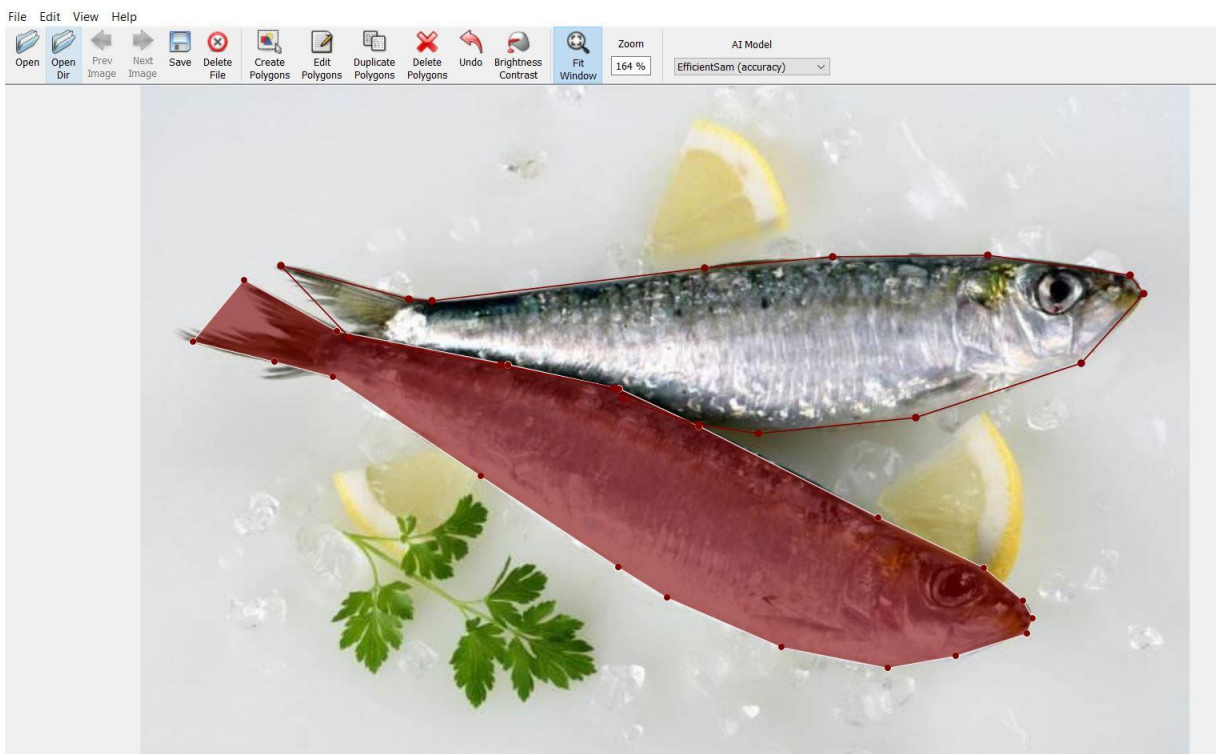 File Edit View Help
Open
Open Dir
Prev Image
Next Image
Save
Delete File
Create Polygons
Edit Polygons
Duplicate Polygons
Delete Polygons
Undo
Brightness Contrast
Fit Window
Zoom
164 %
AI Model
EfficientSam (accuracy)